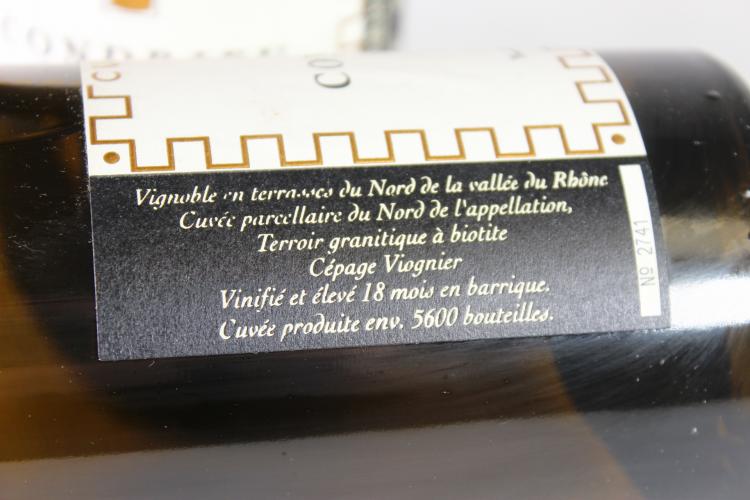 Vignoble en terrasses du Nord de la vallée du Rhône
Cuvée parcellaire du Nord de l'appellation,
Terroir granitique à biotite
Cépage Viognier
Vinifié et élevé 18 mois en barrique.
Cuvée produite env. 5600 bouteilles.
No 2741